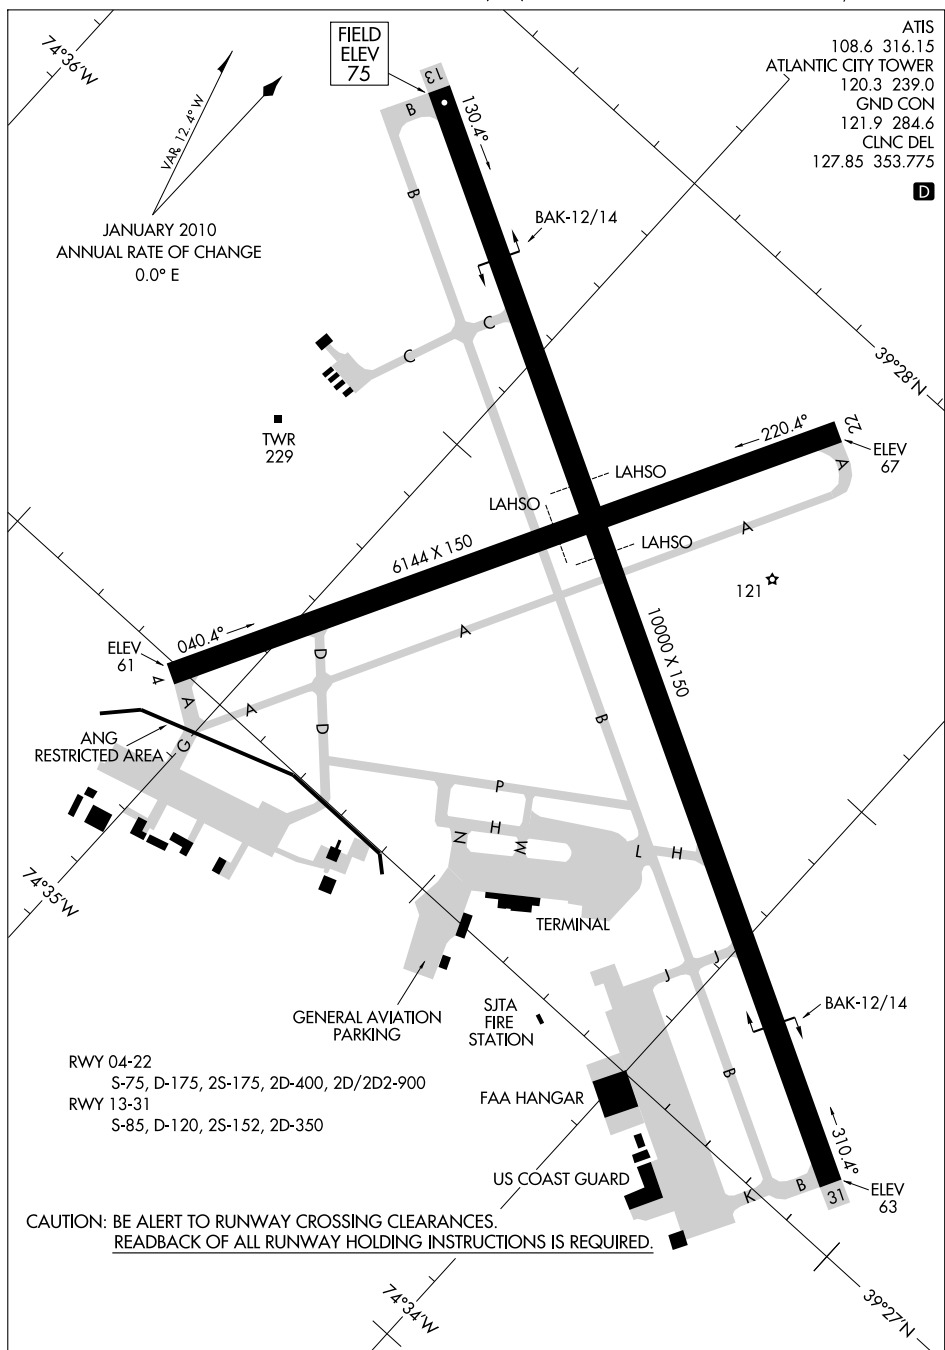 ATIS
108.6 316.15
ATLANTIC CITY TOWER
120.3 239.0
GND CON
121.9 284.6
CLNC DEL
127.85 353.775
D
FIELD
ELEV
75
74°36'W
VAR 12.4° W
JANUARY 2010
ANNUAL RATE OF CHANGE
0.0° E
13
130.4°
B
B
BAK-12/14
C
C
39°28'N
TWR
229
22
220.4°
ELEV
67
A
LAHSO
LAHSO
LAHSO
A
6144 X 150
121
10000 X 150
040.4°
ELEV
61
4
A
A
A
D
D
B
G
ANG
RESTRICTED AREA
P
H
N
M
L
H
74°35'W
TERMINAL
J
J
GENERAL AVIATION
PARKING
SJTA
FIRE
STATION
BAK-12/14
RWY 04-22
S-75, D-175, 2S-175, 2D-400, 2D/2D2-900
RWY 13-31
S-85, D-120, 2S-152, 2D-350
FAA HANGAR
B
310.4°
US COAST GUARD
K
B
31
ELEV
63
CAUTION: BE ALERT TO RUNWAY CROSSING CLEARANCES.
READBACK OF ALL RUNWAY HOLDING INSTRUCTIONS IS REQUIRED.
74°34'W
39°27'N